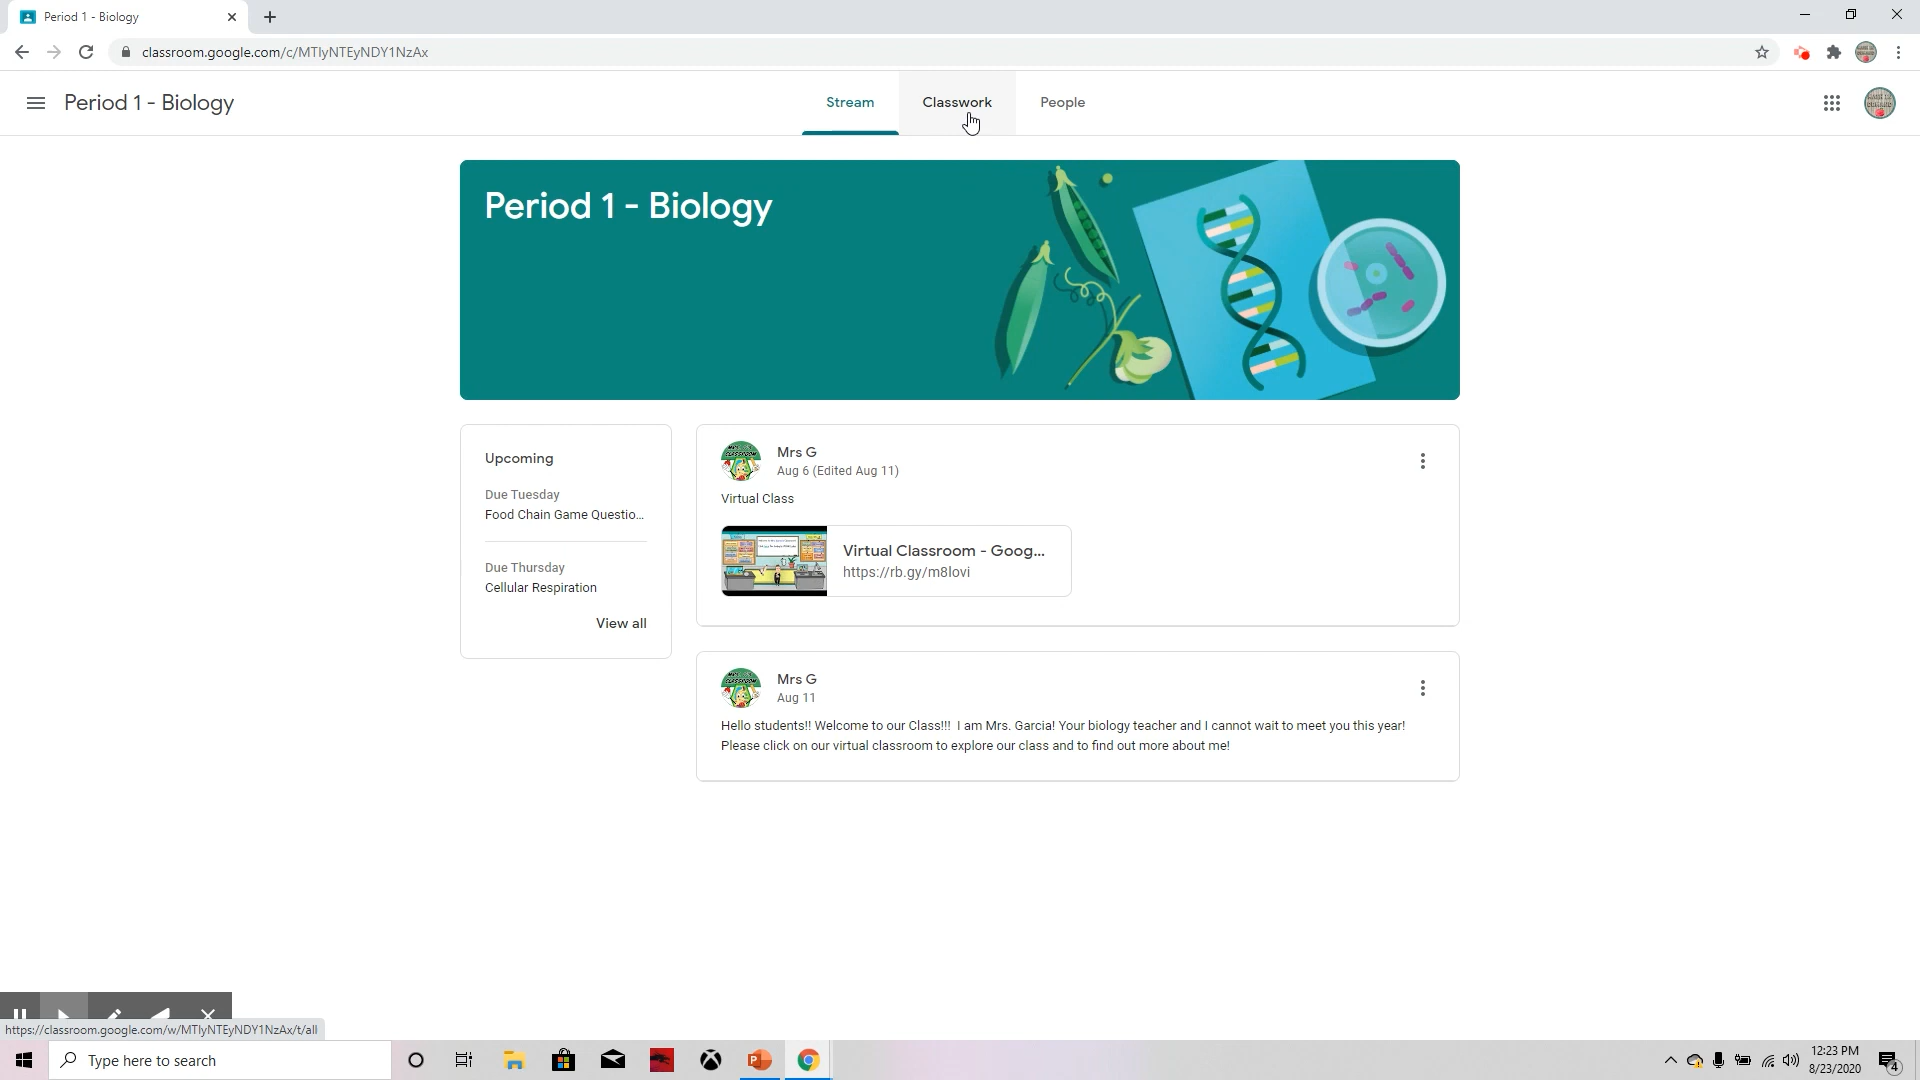 Period 1 - Biology
classroom.google.com/c/MTIyNTEyNDY1NzAx
Period 1 - Biology
Stream
Classwork
People
Period 1 - Biology
Upcoming
Due Tuesday
Food Chain Game Questio...
Due Thursday
Cellular Respiration
View all
Mrs G
Aug 6 (Edited Aug 11)
Virtual Class
Virtual Classroom - Goog...
https://rb.gy/m8lovi
Mrs G
Aug 11
Hello students!! Welcome to our Class!!! I am Mrs. Garcia! Your biology teacher and I cannot wait to meet you this year!
Please click on our virtual classroom to explore our class and to find out more about me!
https://classroom.google.com/w/MTIyNTEyNDY1NzAx/t/all
Type here to search
12:23 PM
8/23/2020
4